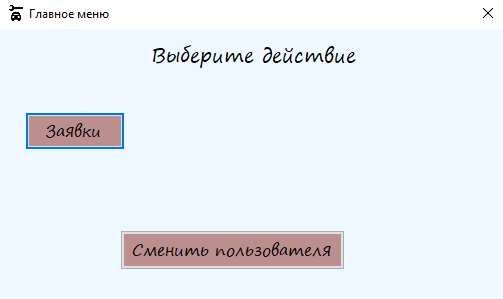 Главное меню
Выберите действие
Заявки
Сменить пользователя